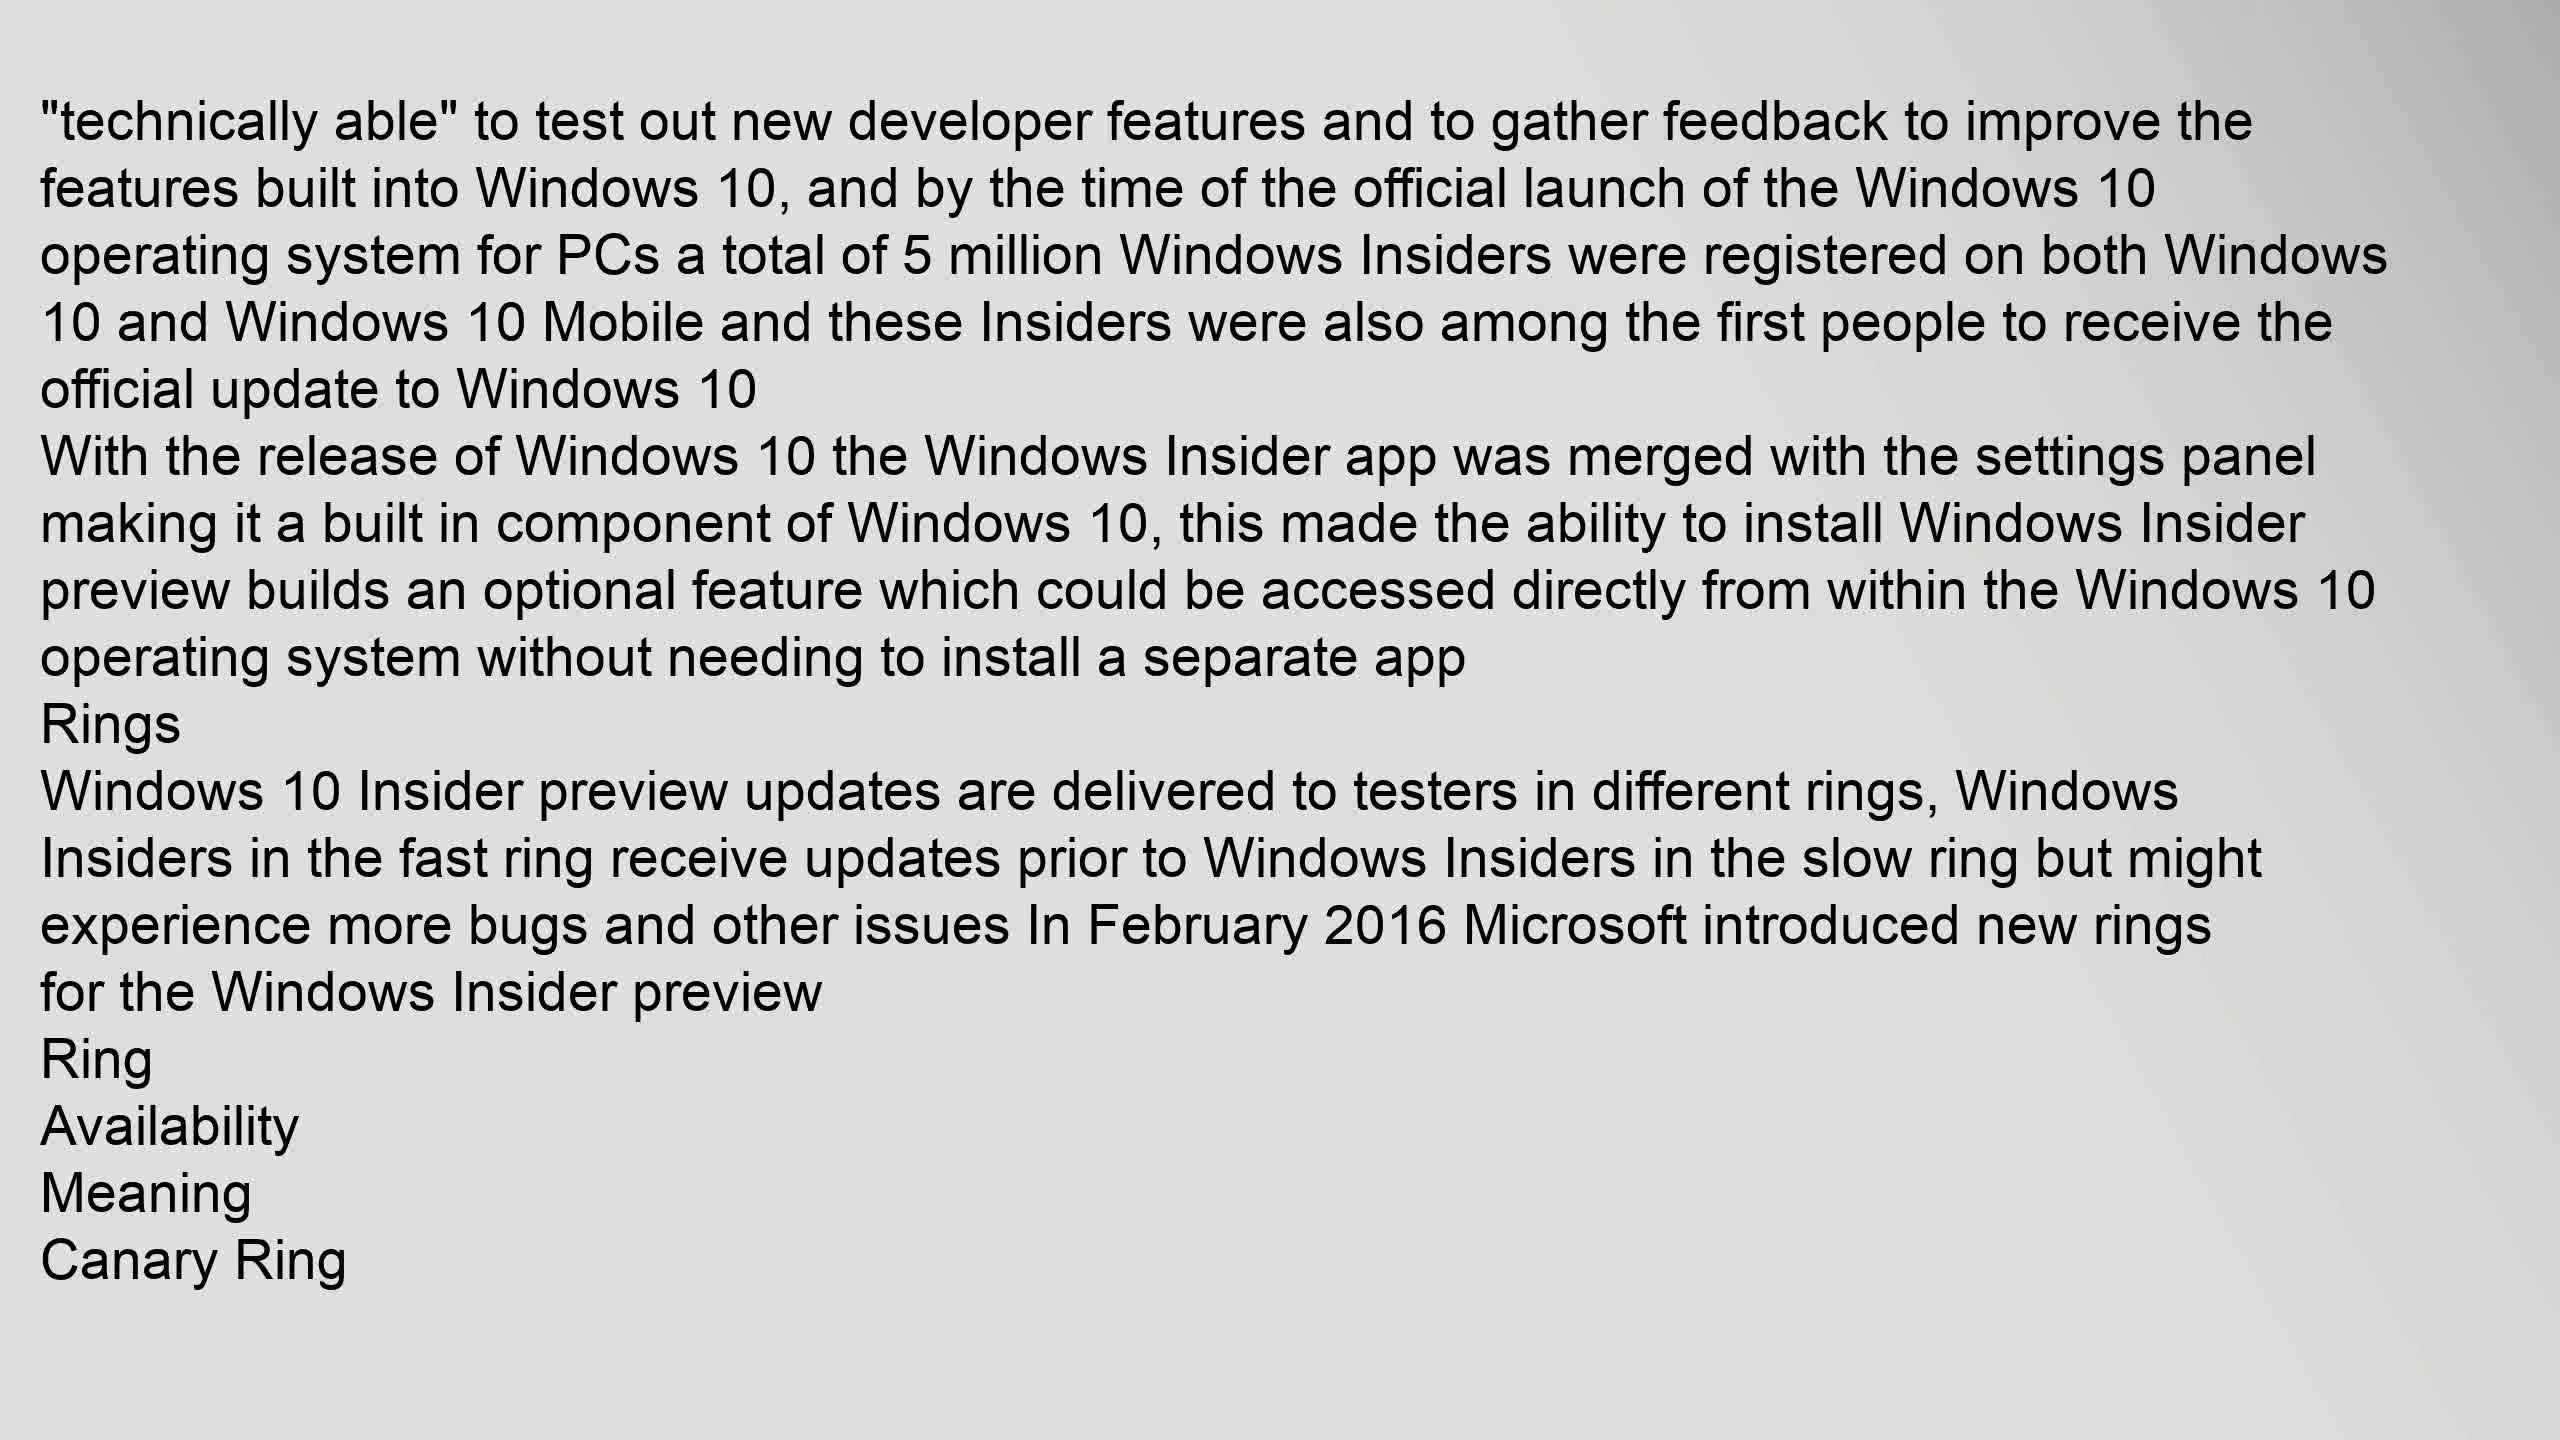 "technically able" to test out new developer features and to gather feedback to improve the
features built into Windows 10, and by the time of the official launch of the Windows 10
operating system for PCs a total of 5 million Windows Insiders were registered on both Windows
10 and Windows 10 Mobile and these Insiders were also among the first people to receive the
official update to Windows 10
With the release of Windows 10 the Windows Insider app was merged with the settings panel
making it a built in component of Windows 10, this made the ability to install Windows Insider
preview builds an optional feature which could be accessed directly from within the Windows 10
operating system without needing to install a separate app
Rings
Windows 10 Insider preview updates are delivered to testers in different rings, Windows
Insiders in the fast ring receive updates prior to Windows Insiders in the slow ring but might
experience more bugs and other issues In February 2016 Microsoft introduced new rings
for the Windows Insider preview
Ring
Availability
Meaning
Canary Ring